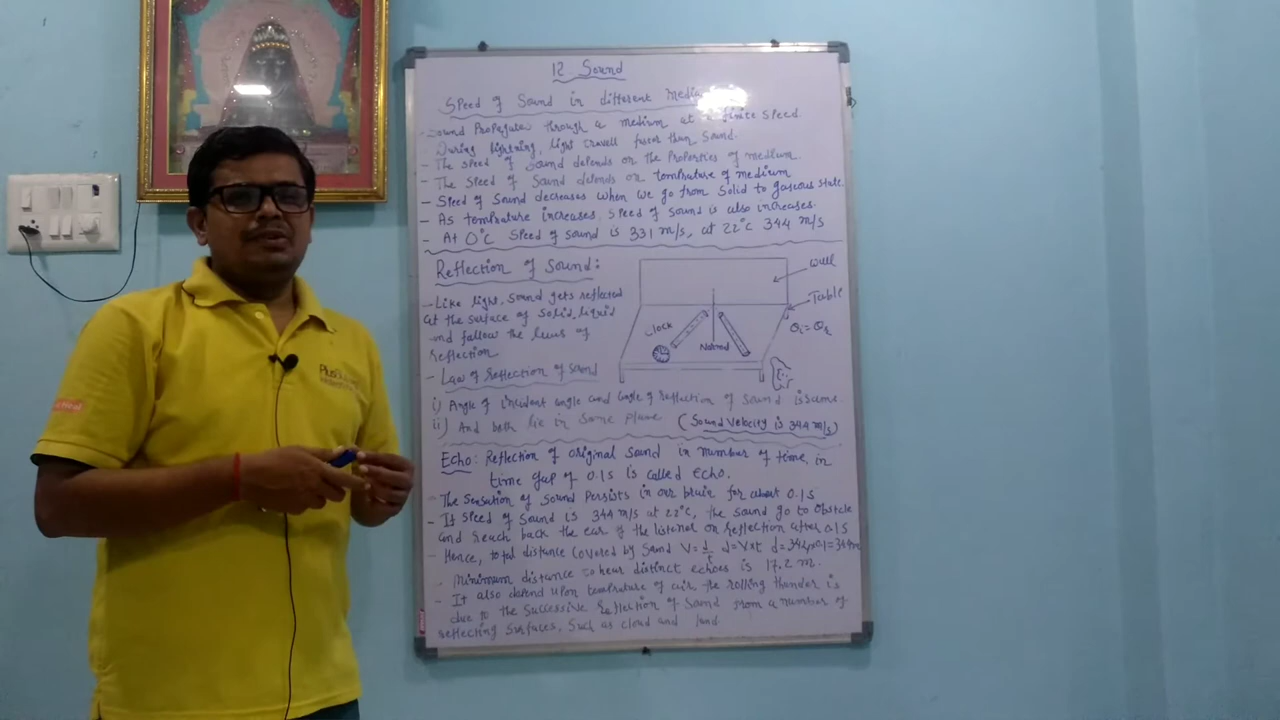 12. Sound
Speed of Sound in different Media
Sound Propagates through a medium at a finite speed.
During lightning, light travell faster than Sound.
- The speed of Sound depends on the Properties of medium
- The speed of Sound depends on temprature of medium
- Speed of Sound decreases when we go from Solid to gaseous state
- As temprature increases, speed of sound is also increases.
- At 0°C Speed of Sound is 331 m/s, at 22°C 344 m/s
Reflection of Sound:
- Like light, Sound gets reflected
at the surface of solid, liquid
and follow the laws of
reflection.
- Law of Reflection of Sound
Wall
Table
Clock
Normal
i) Angle of incident angle and angle of reflection of Sound is same.
ii) And both lie in same plane (Sound Velocity is 344 m/s)
Echo: Reflection of original Sound in number of time, in
time gap of 0.1s is called echo.
- The Sensation of Sound Persists in our brain for about 0.1s
- If Speed of Sound is 344 m/s at 22°C, the Sound go to obstacle
and reach back the ear of the listener on reflection after 0.1s
- Hence, total distance covered by Sound V = d/t d=V×t d=344×0.1=34.4m
- Minimum distance to hear distinct echoes is 17.2 m.
- It also depend upon temprature of air, the rolling thunder is
due to the successive Reflection of Sound from a number of
reflecting surfaces, such as cloud and land